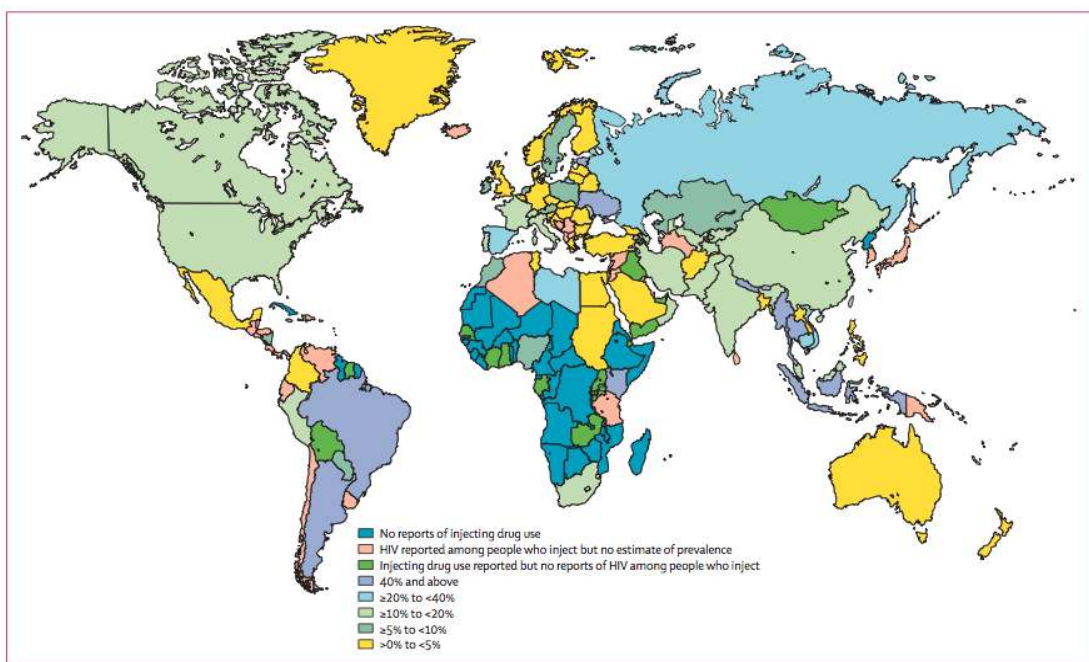 No reports of injecting drug use
HIV reported among people who inject but no estimate of prevalence
Injecting drug use reported but no reports of HIV among people who inject
40% and above
≥20% to <40%
≥10% to <20%
≥5% to <10%
>0% to <5%